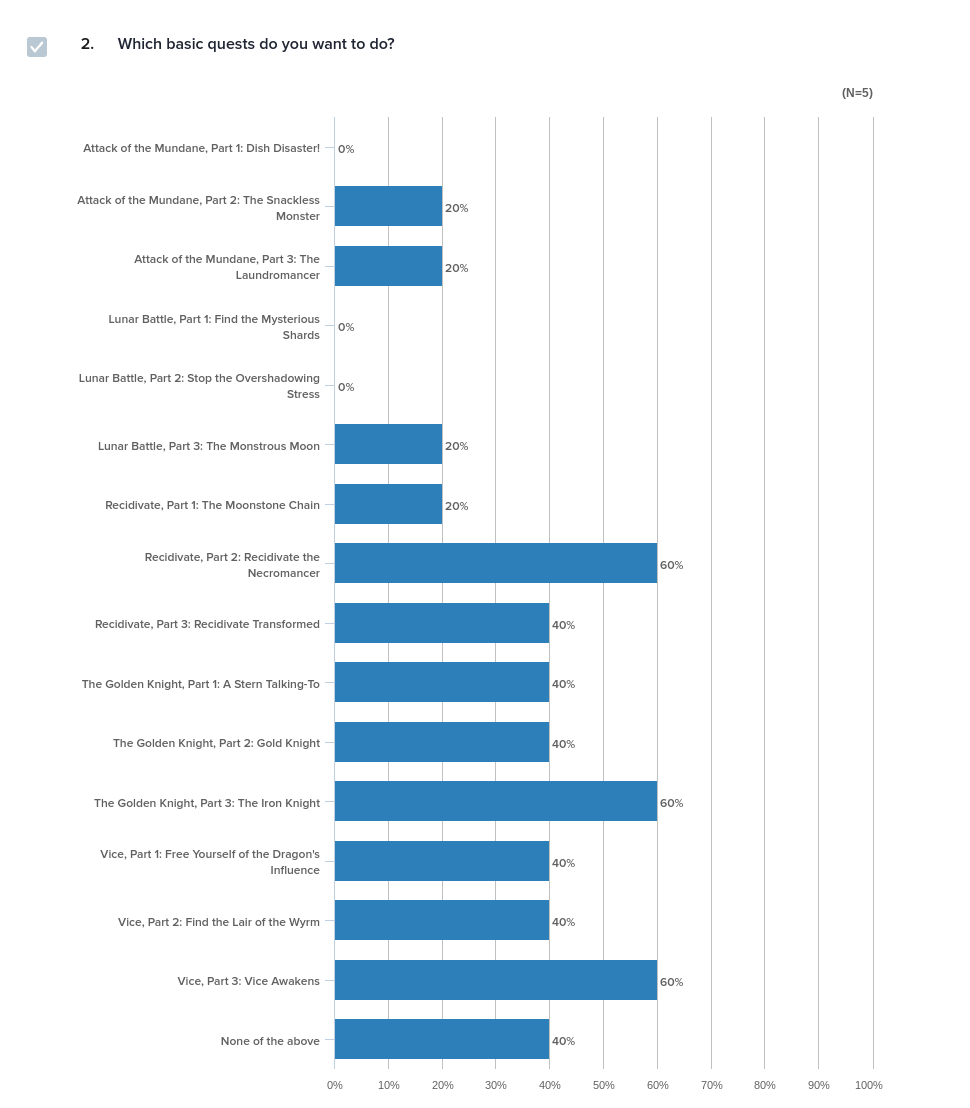 2. Which basic quests do you want to do?
(N=5)
Attack of the Mundane, Part 1: Dish Disaster!
0%
Attack of the Mundane, Part 2: The Snackless
Monster
20%
Attack of the Mundane, Part 3: The
Laundromancer
20%
Lunar Battle, Part 1: Find the Mysterious
Shards
0%
Lunar Battle, Part 2: Stop the Overshadowing
Stress
0%
Lunar Battle, Part 3: The Monstrous Moon
20%
Recidivate, Part 1: The Moonstone Chain
20%
Recidivate, Part 2: Recidivate the
Necromancer
60%
Recidivate, Part 3: Recidivate Transformed
40%
The Golden Knight, Part 1: A Stern Talking-To
40%
The Golden Knight, Part 2: Gold Knight
40%
The Golden Knight, Part 3: The Iron Knight
60%
Vice, Part 1: Free Yourself of the Dragon's
Influence
40%
Vice, Part 2: Find the Lair of the Wyrm
40%
Vice, Part 3: Vice Awakens
60%
None of the above
40%
0% 10% 20% 30% 40% 50% 60% 70% 80% 90% 100%